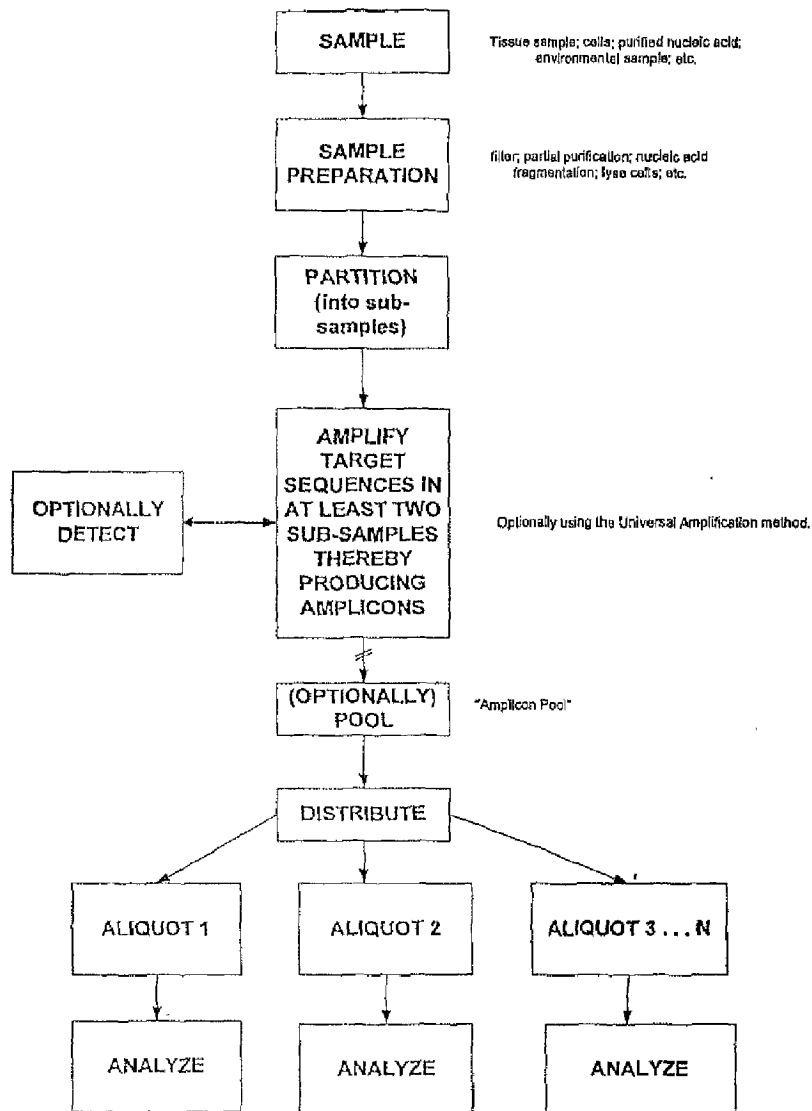 SAMPLE
Tissue sample; cells; purified nucleic acid;
environmental sample; etc.
SAMPLE
PREPARATION
filter; partial purification; nucleic acid
fragmentation; lyse cells; etc.
PARTITION
(into sub-
samples)
AMPLIFY
TARGET
SEQUENCES IN
AT LEAST TWO
SUB-SAMPLES
THEREBY
PRODUCING
AMPLICONS
OPTIONALLY
DETECT
Optionally using the Universal Amplification method.
(OPTIONALLY)
POOL
"Amplicon Pool"
DISTRIBUTE
ALIQUOT 1
ALIQUOT 2
ALIQUOT 3 . . . N
ANALYZE
ANALYZE
ANALYZE